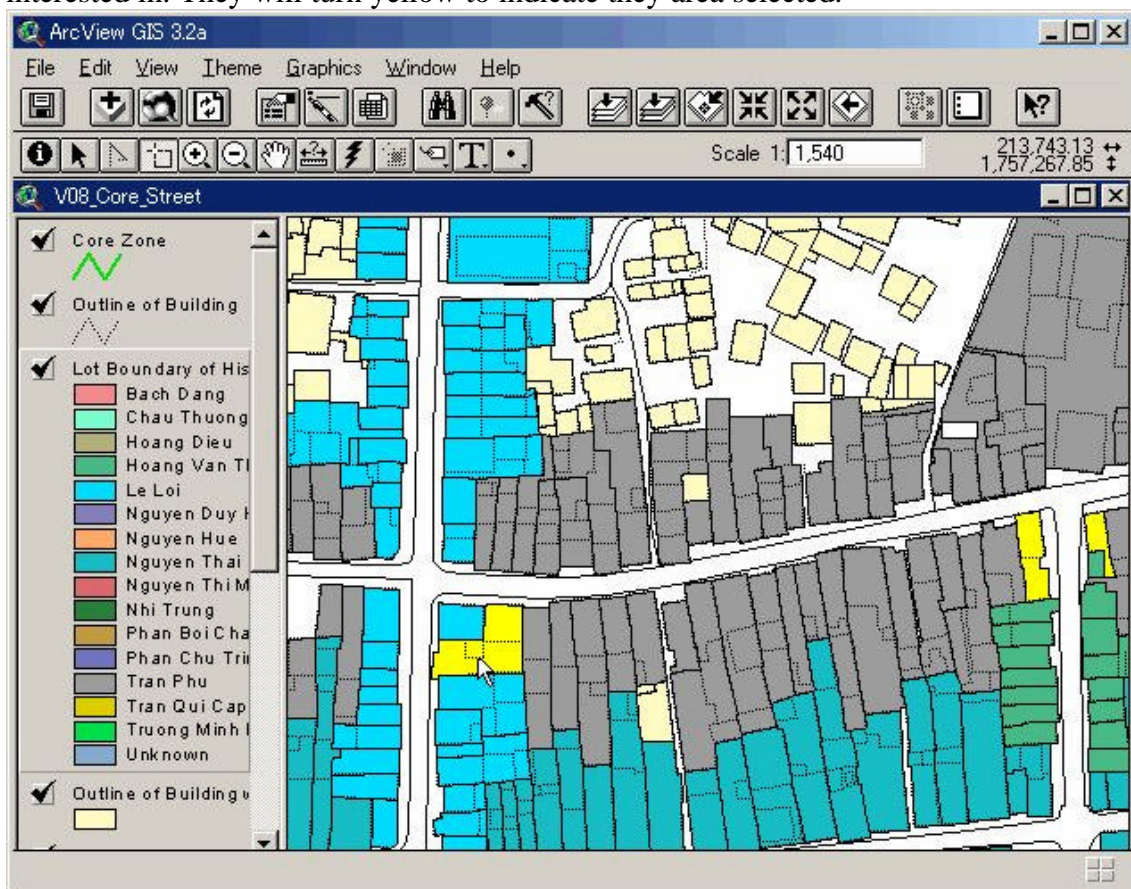 interested in. They will turn yellow to indicate they area selected.
ArcView GIS 3.2a
File Edit View Theme Graphics Window Help
Scale 1: 1,540
213,743.13
1,757,267.85
V08_Core_Street
Core Zone
Outline of Building
Lot Boundary of His
Bach Dang
Chau Thuong
Hoang Dieu
Hoang Van Tl
Le Loi
Nguyen Duy H
Nguyen Hue
Nguyen Thai
Nguyen Thi M
Nhi Trung
Phan Boi Cha
Phan Chu Tri
Tran Phu
Tran Qui Cap
Truong Minh
Unknown
Outline of Building